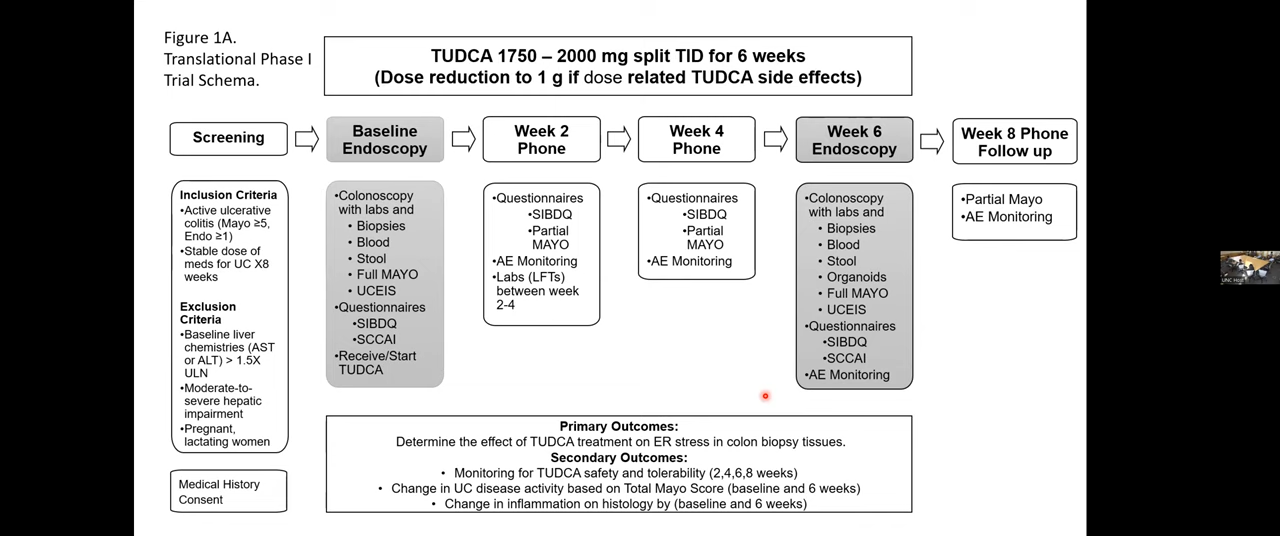 Figure 1A.
Translational Phase I
Trial Schema.
TUDCA 1750 – 2000 mg split TID for 6 weeks
(Dose reduction to 1 g if dose related TUDCA side effects)
Screening
Baseline
Endoscopy
Week 2
Phone
Week 4
Phone
Week 6
Endoscopy
Week 8 Phone
Follow up
Inclusion Criteria
•Active ulcerative
colitis (Mayo ≥5,
Endo ≥1)
•Stable dose of
meds for UC X8
weeks
Exclusion
Criteria
•Baseline liver
chemistries (AST
or ALT) > 1.5X
ULN
•Moderate-to-
severe hepatic
impairment
•Pregnant,
lactating women
Medical History
Consent
•Colonoscopy
with labs and
• Biopsies
• Blood
• Stool
• Full MAYO
• UCEIS
•Questionnaires
•SIBDQ
•SCCAI
•Receive/Start
TUDCA
•Questionnaires
•SIBDQ
•Partial
MAYO
•AE Monitoring
•Labs (LFTs)
between week
2-4
•Questionnaires
•SIBDQ
•Partial
MAYO
•AE Monitoring
•Colonoscopy
with labs and
• Biopsies
• Blood
• Stool
• Organoids
• Full MAYO
• UCEIS
•Questionnaires
•SIBDQ
•SCCAI
•AE Monitoring
•Partial Mayo
•AE Monitoring
Primary Outcomes:
Determine the effect of TUDCA treatment on ER stress in colon biopsy tissues.
Secondary Outcomes:
• Monitoring for TUDCA safety and tolerability (2,4,6,8 weeks)
• Change in UC disease activity based on Total Mayo Score (baseline and 6 weeks)
• Change in inflammation on histology by (baseline and 6 weeks)